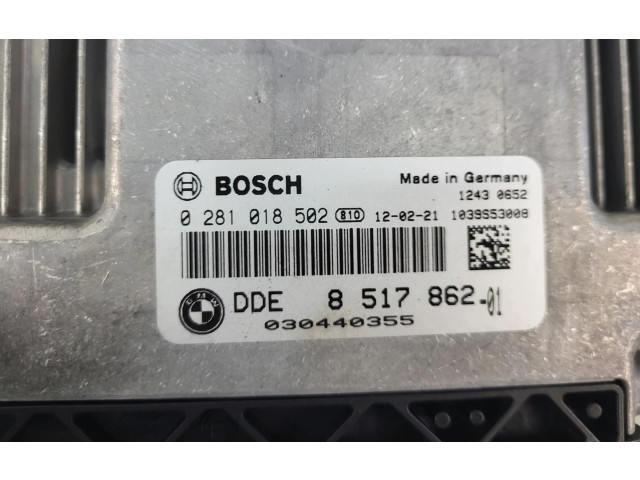 BOSCH Made in Germany
1243 0652
0 281 018 502 810 12-02-21 1039S53008
BMW DDE 8 517 862-01
030440355